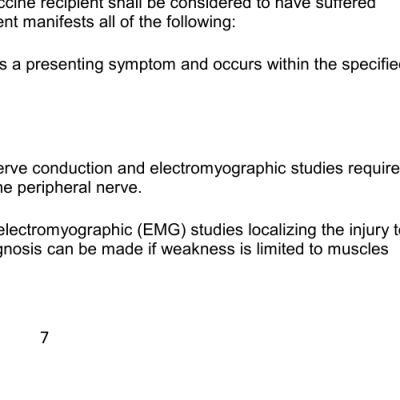 ccine recipient shall be considered to have suffered
ent manifests all of the following:
s a presenting symptom and occurs within the specifie
erve conduction and electromyographic studies require
he peripheral nerve.
electromyographic (EMG) studies localizing the injury t
gnosis can be made if weakness is limited to muscles
7